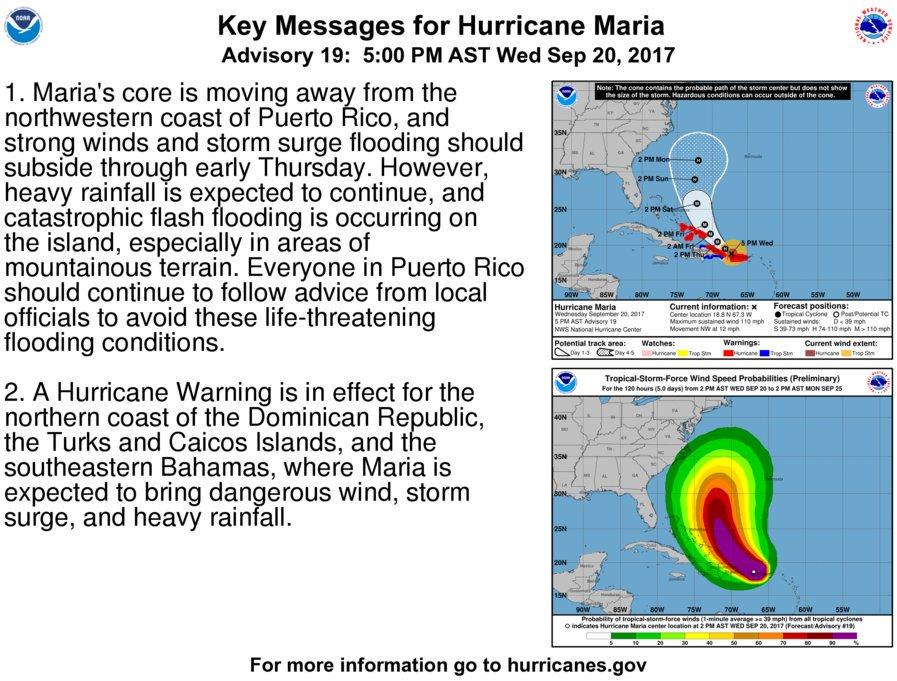 NOAA
Key Messages for Hurricane Maria
Advisory 19:  5:00 PM AST Wed Sep 20, 2017
1. Maria's core is moving away from the
northwestern coast of Puerto Rico, and
strong winds and storm surge flooding should
subside through early Thursday. However,
heavy rainfall is expected to continue, and
catastrophic flash flooding is occurring on
the island, especially in areas of
mountainous terrain. Everyone in Puerto Rico
should continue to follow advice from local
officials to avoid these life-threatening
flooding conditions.
2. A Hurricane Warning is in effect for the
northern coast of the Dominican Republic,
the Turks and Caicos Islands, and the
southeastern Bahamas, where Maria is
expected to bring dangerous wind, storm
surge, and heavy rainfall.
Note: The cone contains the probable path of the storm center but does not show
the size of the storm. Hazardous conditions can occur outside of the cone.
35N
2 PM Mon
Bermuda
30N
2 PM Sun
25N
2 PM Sat
2 PM Fri
20N
2 AM Fri
5 PM Wed
2 PM Thu
15N
90W 85W 80W 75W 70W 65W 60W 55W 50W
Hurricane Maria
Wednesday September 20, 2017
5 PM AST Advisory 19
NWS National Hurricane Center
Current information: x
Center location 18.8 N 67.3 W
Maximum sustained wind 110 mph
Movement NW at 12 mph
Forecast positions:
Tropical Cyclone Post/Potential TC
Sustained winds: D < 39 mph
S 39-73 mph H 74-110 mph M > 110 mph
Potential track area:
Day 1-3 Day 4-5
Watches:
Hurricane Trop Stm
Warnings:
Hurricane Trop Stm
Current wind extent:
Hurricane Trop Stm
Tropical-Storm-Force Wind Speed Probabilities (Preliminary)
For the 120 hours (5.0 days) from 2 PM AST WED SEP 20 to 2 PM AST MON SEP 25
40N
35N
30N
Bermuda
25N
20N
15N
90W 85W 80W 75W 70W 65W 60W 55W
Probability of tropical-storm-force winds (1-minute average >= 39 mph) from all tropical cyclones
O indicates Hurricane Maria center location at 2 PM AST WED SEP 20, 2017 (Forecast/Advisory #19)
5 10 20 30 40 50 60 70 80 90 %
For more information go to hurricanes.gov